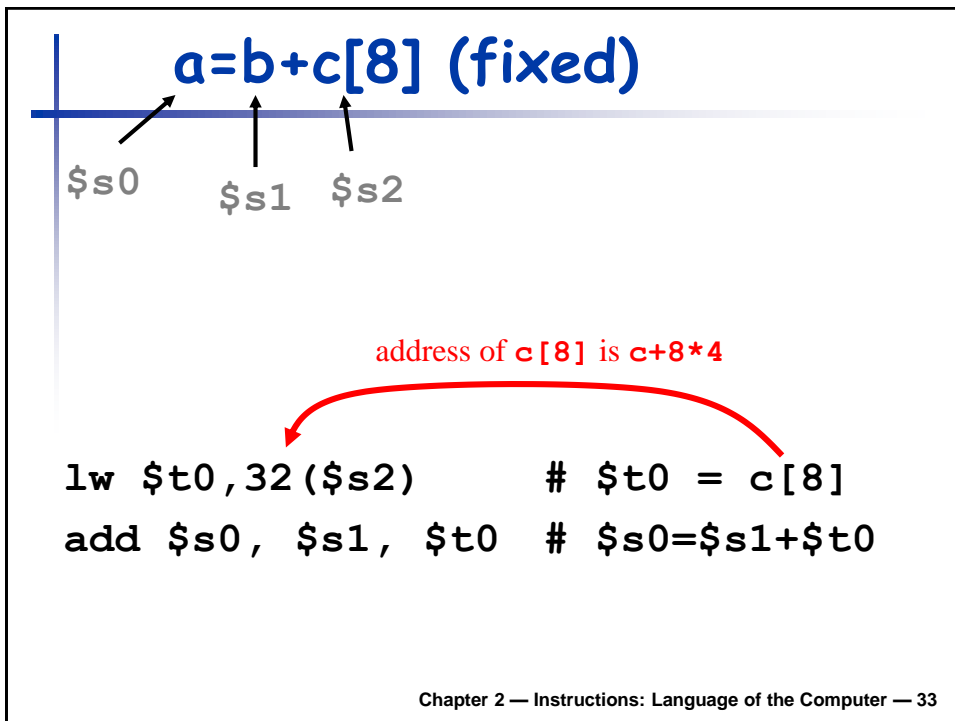 a=b+c[8] (fixed)
$s0 $s1 $s2
address of c[8] is c+8*4
lw $t0,32($s2) # $t0 = c[8]
add $s0, $s1, $t0 # $s0=$s1+$t0
Chapter 2 — Instructions: Language of the Computer — 33